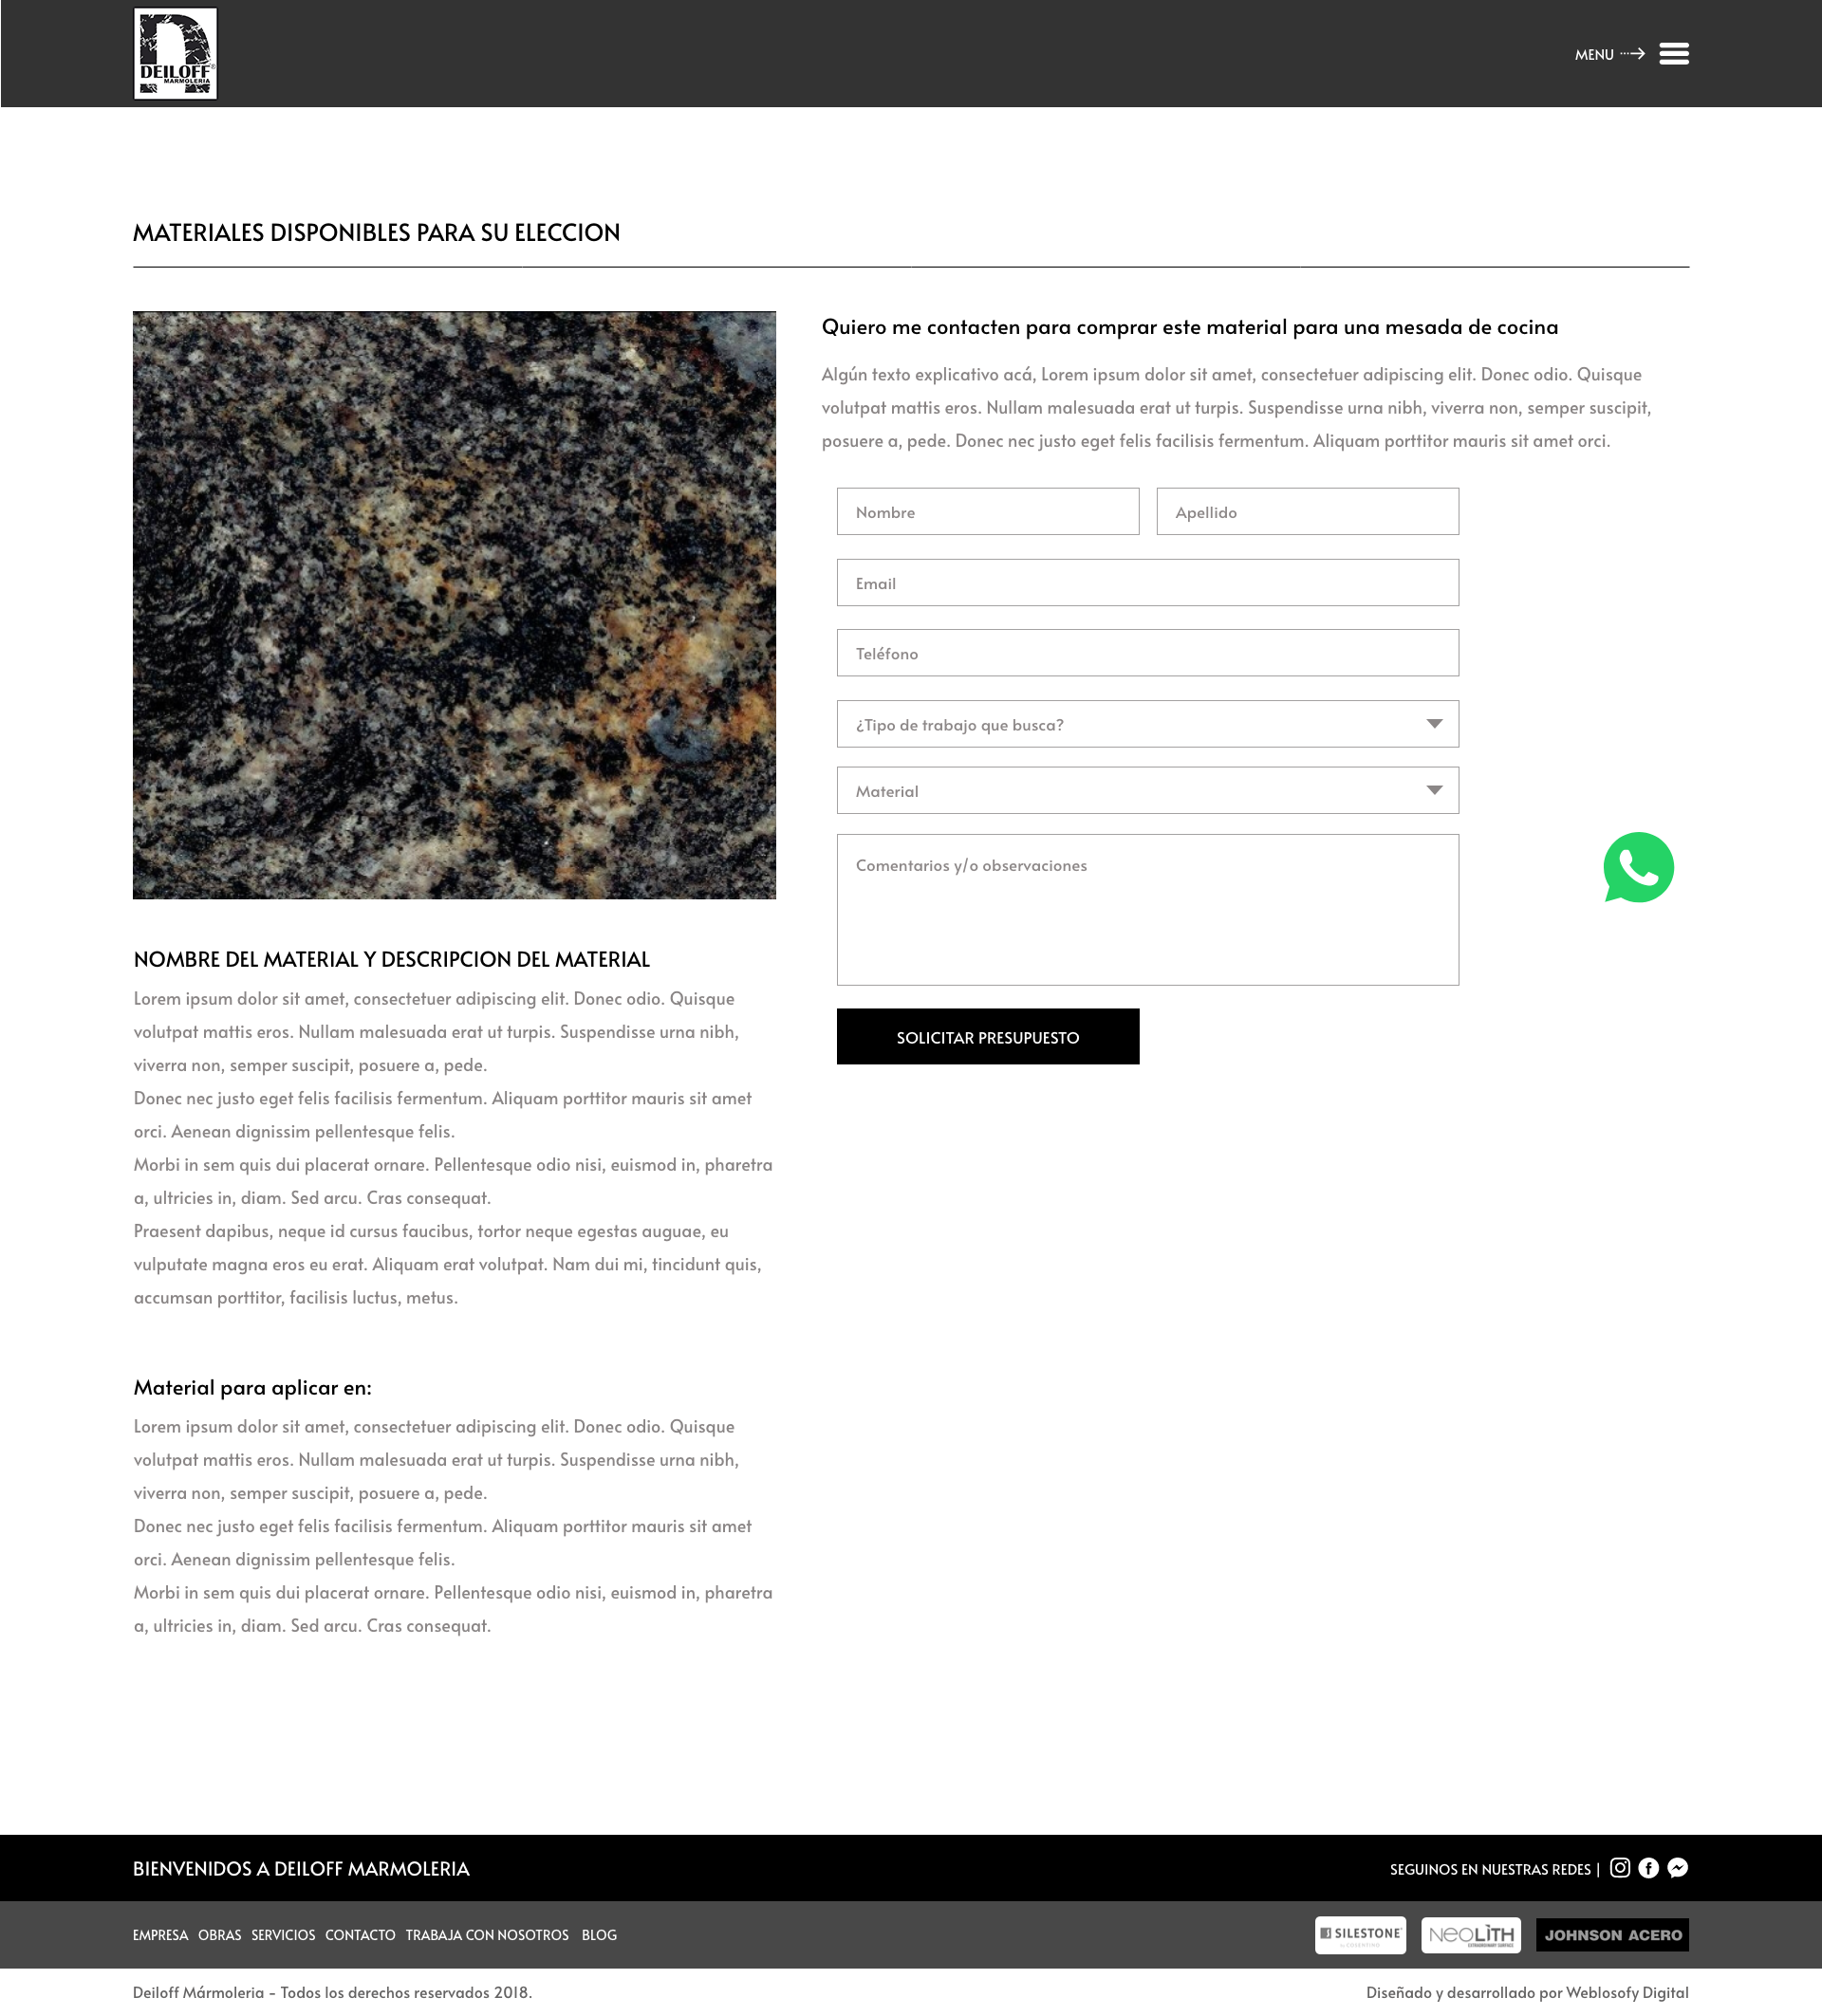 DEILOFF®
MARMOLERIA
MENU
MATERIALES DISPONIBLES PARA SU ELECCION
Quiero me contacten para comprar este material para una mesada de cocina
Algún texto explicativo acá, Lorem ipsum dolor sit amet, consectetuer adipiscing elit. Donec odio. Quisque
volutpat mattis eros. Nullam malesuada erat ut turpis. Suspendisse urna nibh, viverra non, semper suscipit,
posuere a, pede. Donec nec justo eget felis facilisis fermentum. Aliquam porttitor mauris sit amet orci.
Nombre
Apellido
Email
Teléfono
¿Tipo de trabajo que busca?
Material
Comentarios y/o observaciones
SOLICITAR PRESUPUESTO
NOMBRE DEL MATERIAL Y DESCRIPCION DEL MATERIAL
Lorem ipsum dolor sit amet, consectetuer adipiscing elit. Donec odio. Quisque
volutpat mattis eros. Nullam malesuada erat ut turpis. Suspendisse urna nibh,
viverra non, semper suscipit, posuere a, pede.
Donec nec justo eget felis facilisis fermentum. Aliquam porttitor mauris sit amet
orci. Aenean dignissim pellentesque felis.
Morbi in sem quis dui placerat ornare. Pellentesque odio nisi, euismod in, pharetra
a, ultricies in, diam. Sed arcu. Cras consequat.
Praesent dapibus, neque id cursus faucibus, tortor neque egestas auguae, eu
vulputate magna eros eu erat. Aliquam erat volutpat. Nam dui mi, tincidunt quis,
accumsan porttitor, facilisis luctus, metus.
Material para aplicar en:
Lorem ipsum dolor sit amet, consectetuer adipiscing elit. Donec odio. Quisque
volutpat mattis eros. Nullam malesuada erat ut turpis. Suspendisse urna nibh,
viverra non, semper suscipit, posuere a, pede.
Donec nec justo eget felis facilisis fermentum. Aliquam porttitor mauris sit amet
orci. Aenean dignissim pellentesque felis.
Morbi in sem quis dui placerat ornare. Pellentesque odio nisi, euismod in, pharetra
a, ultricies in, diam. Sed arcu. Cras consequat.
BIENVENIDOS A DEILOFF MARMOLERIA
SEGUINOS EN NUESTRAS REDES |
EMPRESA OBRAS SERVICIOS CONTACTO TRABAJA CON NOSOTROS BLOG
SILESTONE
NEOLITH
JOHNSON ACERO
Deiloff Mármoleria - Todos los derechos reservados 2018.
Diseñado y desarrollado por Weblosofy Digital